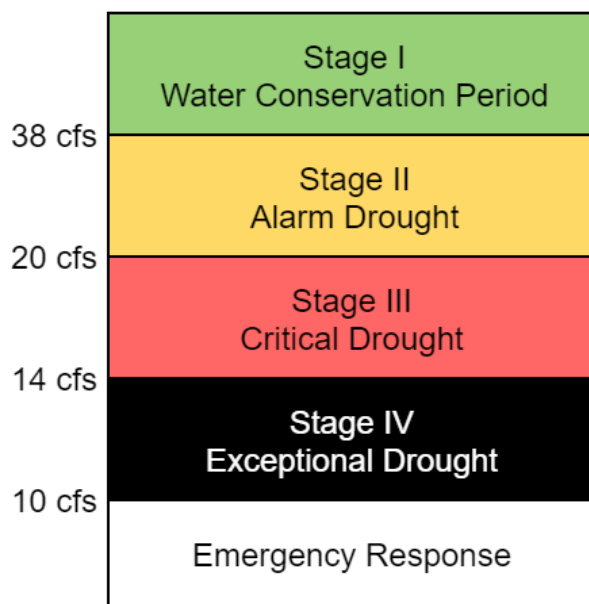 Stage I
Water Conservation Period
38 cfs
Stage II
Alarm Drought
20 cfs
Stage III
Critical Drought
14 cfs
Stage IV
Exceptional Drought
10 cfs
Emergency Response